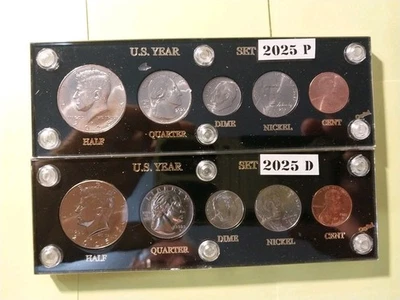 U.S. YEAR SET 2025 P
HALF QUARTER DIME NICKEL CENT
U.S. YEAR SET 2025 D
HALF QUARTER DIME NICKEL CENT